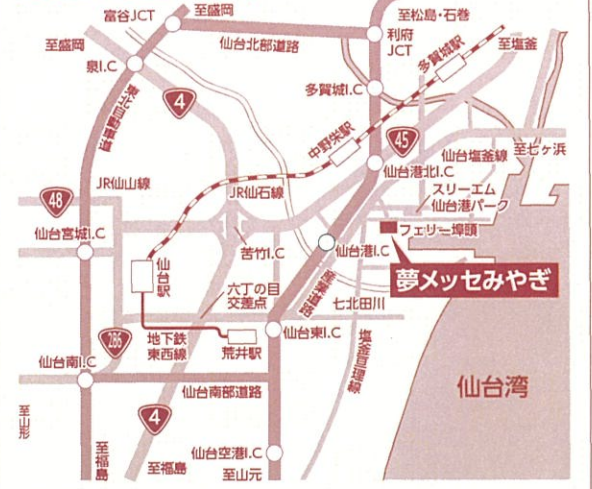 富谷JCT
至盛岡
至松島・石巻
至盛岡
仙台北部道路
利府
JCT
多賀城駅
至塩釜
泉I.C
4
多賀城I.C
東北自動車道
中野栄駅
45
仙台塩釜線
至七ヶ浜
仙台港北I.C
48
JR仙山線
JR仙石線
スリーエム
仙台港パーク
フェリー埠頭
仙台宮城I.C
苦竹I.C
仙台港I.C
夢メッセみやぎ
仙台駅
六丁の目
交差点
産業道路
七北田川
286
地下鉄
東西線
荒井駅
仙台東I.C
塩釜亘理線
仙台南I.C
仙台南部道路
仙台湾
至山形
4
仙台空港I.C
至福島
至福島
至山元